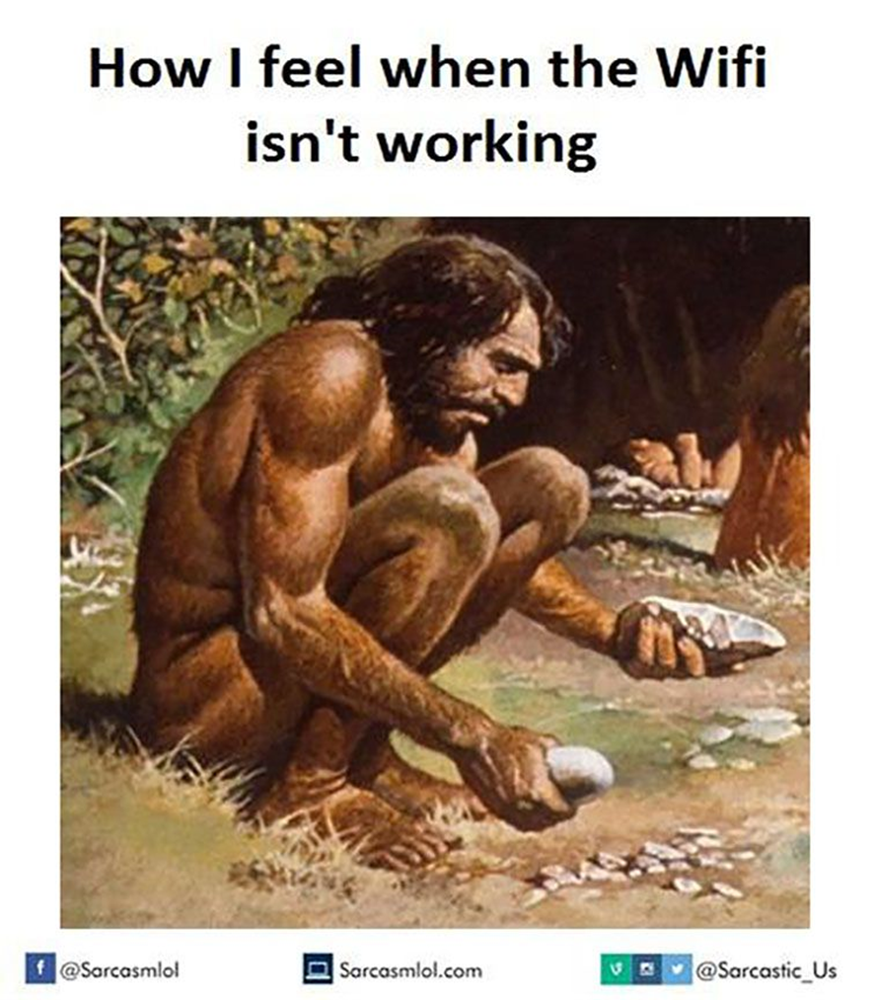 How I feel when the Wifi
isn't working
@Sarcasmlol Sarcasmlol.com @Sarcastic_Us